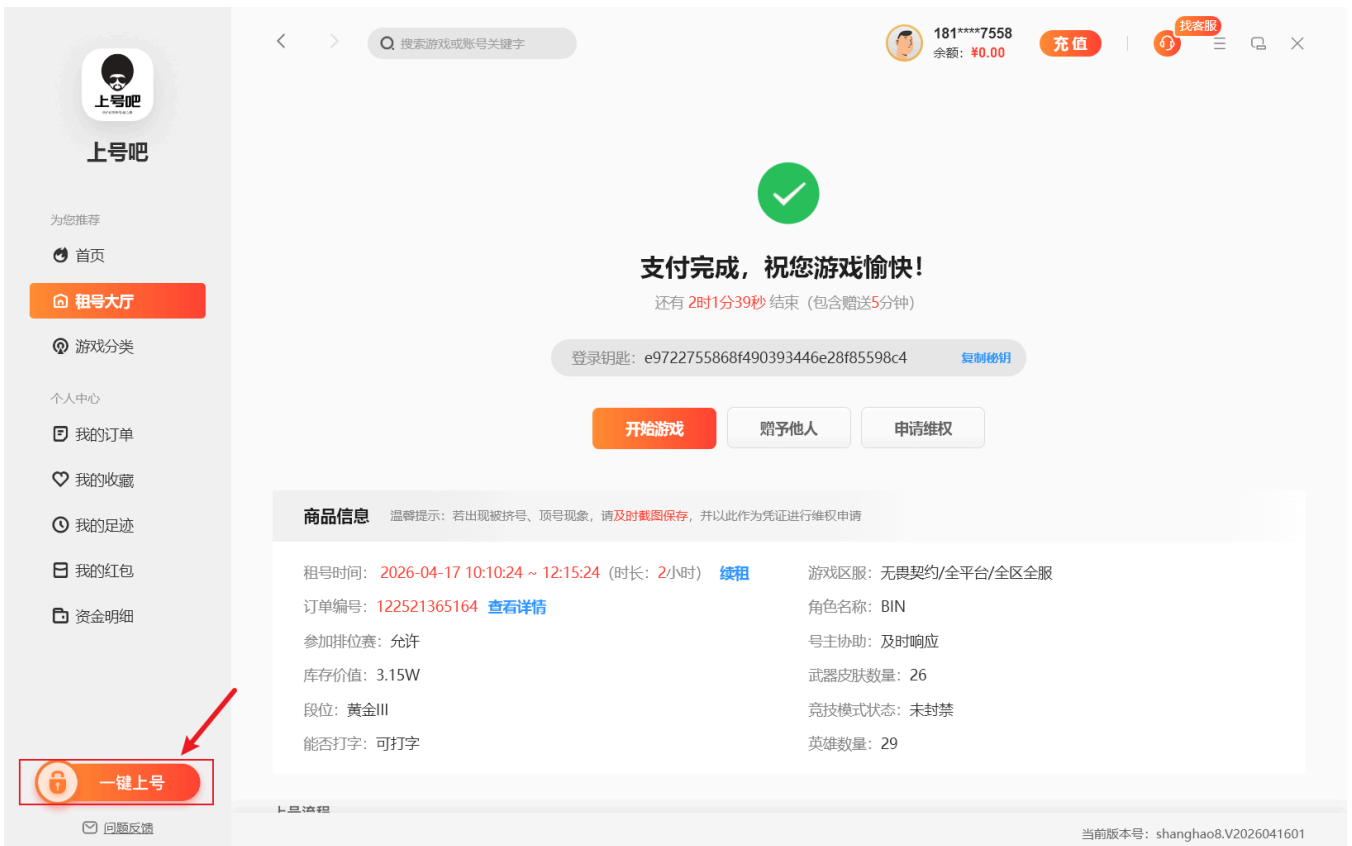 搜索游戏或账号关键字
181****7558
余额：¥0.00
充值
找客服
上号吧
上号吧
为您推荐
首页
租号大厅
游戏分类
个人中心
我的订单
我的收藏
我的足迹
我的红包
资金明细
一键上号
问题反馈
支付完成，祝您游戏愉快！
还有 2时1分39秒 结束（包含赠送5分钟）
登录钥匙：e9722755868f490393446e28f85598c4 复制秘钥
开始游戏 赠予他人 申请维权
商品信息 温馨提示：若出现被挤号、顶号现象，请及时截图保存，并以此作为凭证进行维权申请
租号时间：2026-04-17 10:10:24 ~ 12:15:24（时长：2小时） 续租 游戏区服：无畏契约/全平台/全区全服
订单编号：122521365164 查看详情 角色名称：BIN
参加排位赛：允许 号主协助：及时响应
库存价值：3.15W 武器皮肤数量：26
段位：黄金III 竞技模式状态：未封禁
能否打字：可打字 英雄数量：29
上号流程
当前版本号：shanghao8.V2026041601